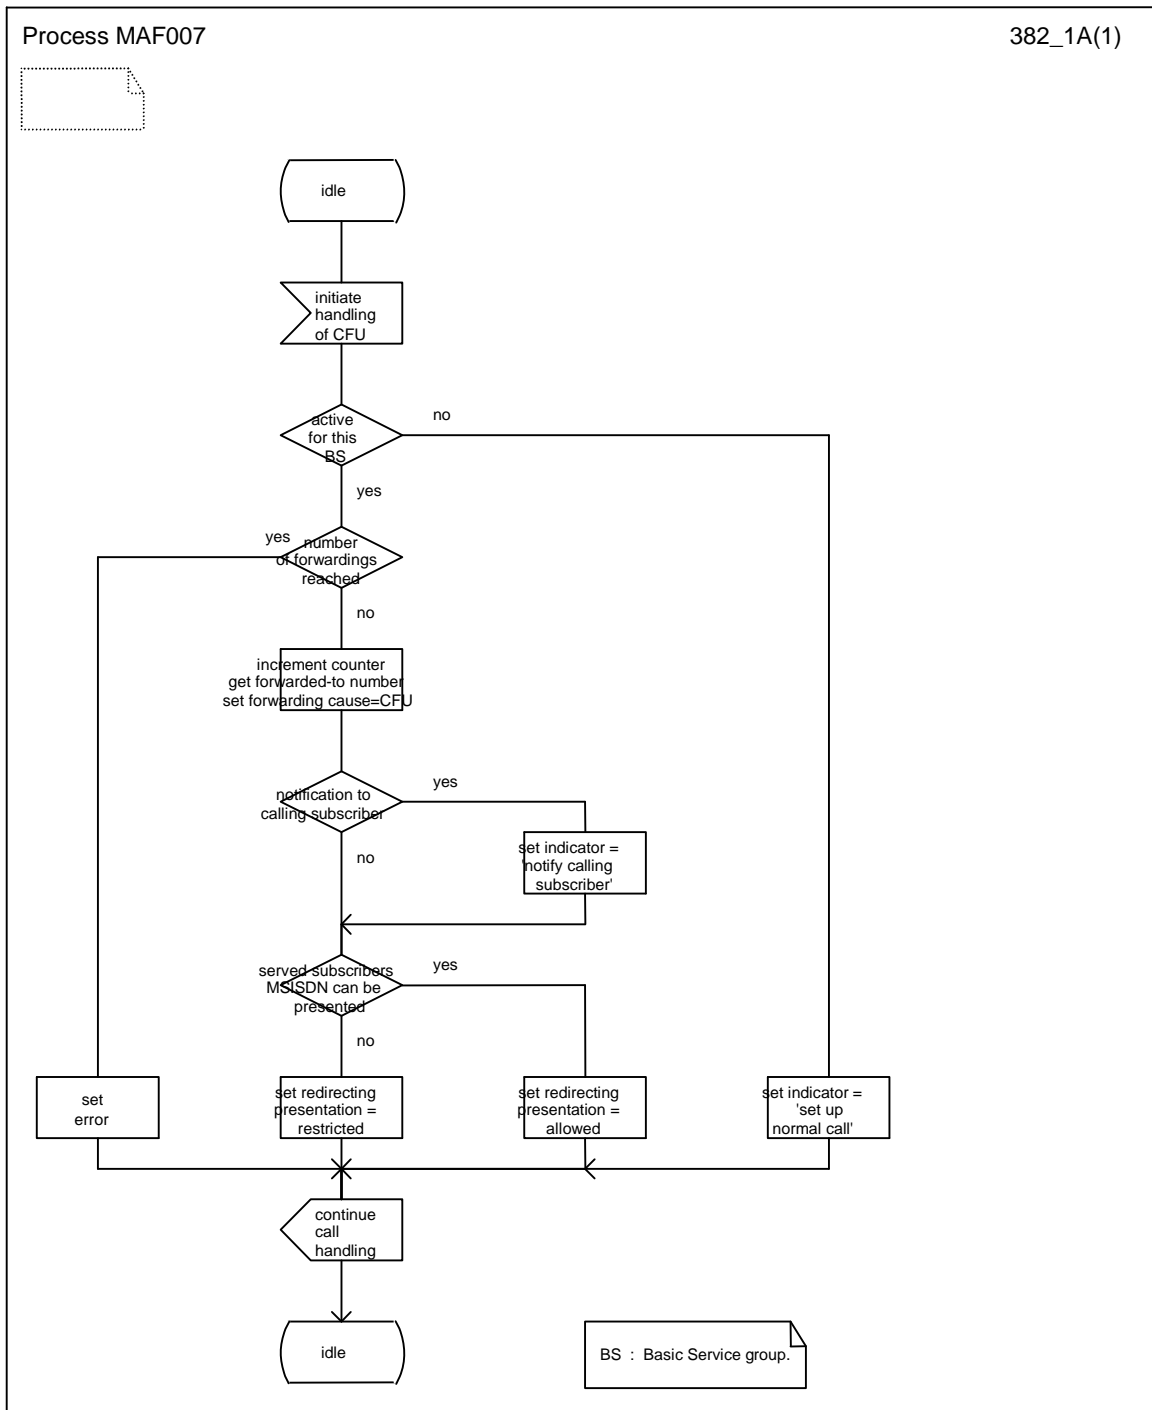 Process MAF007
382_1A(1)
idle
initiate
handling
of CFU
active
for this
BS
no
yes
number
of forwardings
reached
yes
no
increment counter
get forwarded-to number
set forwarding cause=CFU
notification to
calling subscriber
yes
no
set indicator =
'notify calling
subscriber'
served subscribers
MSISDN can be
presented
yes
no
set
error
set redirecting
presentation =
restricted
set redirecting
presentation =
allowed
set indicator =
'set up
normal call'
continue
call
handling
idle
BS : Basic Service group.